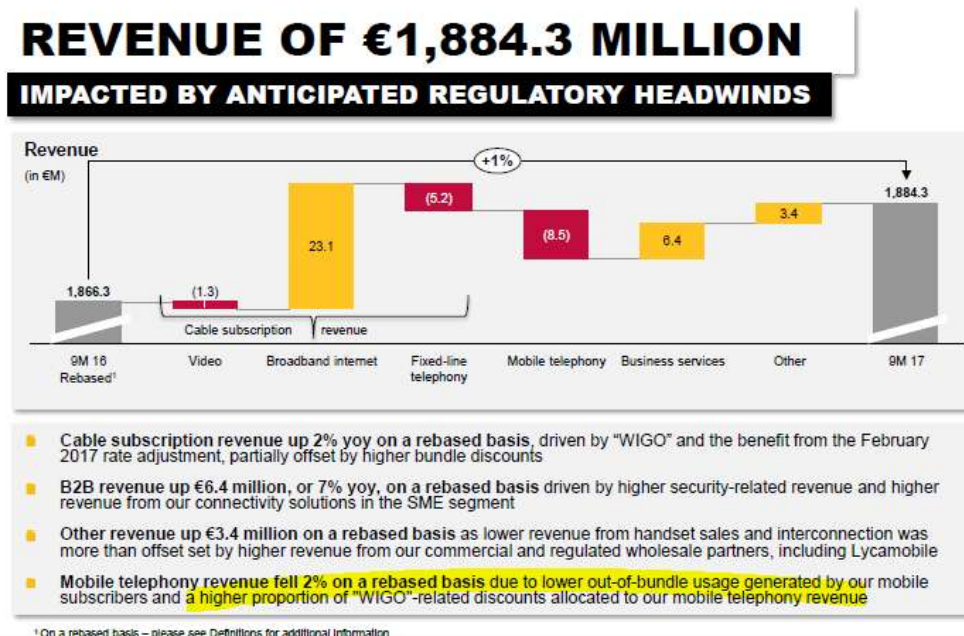 REVENUE OF €1,884.3 MILLION
IMPACTED BY ANTICIPATED REGULATORY HEADWINDS
Revenue
(in €M)
+1%
1,866.3
(1.3)
23.1
(5.2)
(8.5)
6.4
3.4
1,884.3
Cable subscription revenue
9M 16
Rebased¹
Video
Broadband internet
Fixed-line
telephony
Mobile telephony
Business services
Other
9M 17
Cable subscription revenue up 2% yoy on a rebased basis, driven by "WIGO" and the benefit from the February
2017 rate adjustment, partially offset by higher bundle discounts
B2B revenue up €6.4 million, or 7% yoy, on a rebased basis driven by higher security-related revenue and higher
revenue from our connectivity solutions in the SME segment
Other revenue up €3.4 million on a rebased basis as lower revenue from handset sales and interconnection was
more than offset set by higher revenue from our commercial and regulated wholesale partners, including Lycamobile
Mobile telephony revenue fell 2% on a rebased basis due to lower out-of-bundle usage generated by our mobile
subscribers and a higher proportion of "WIGO"-related discounts allocated to our mobile telephony revenue
¹ On a rebased basis – please see Definitions for additional information